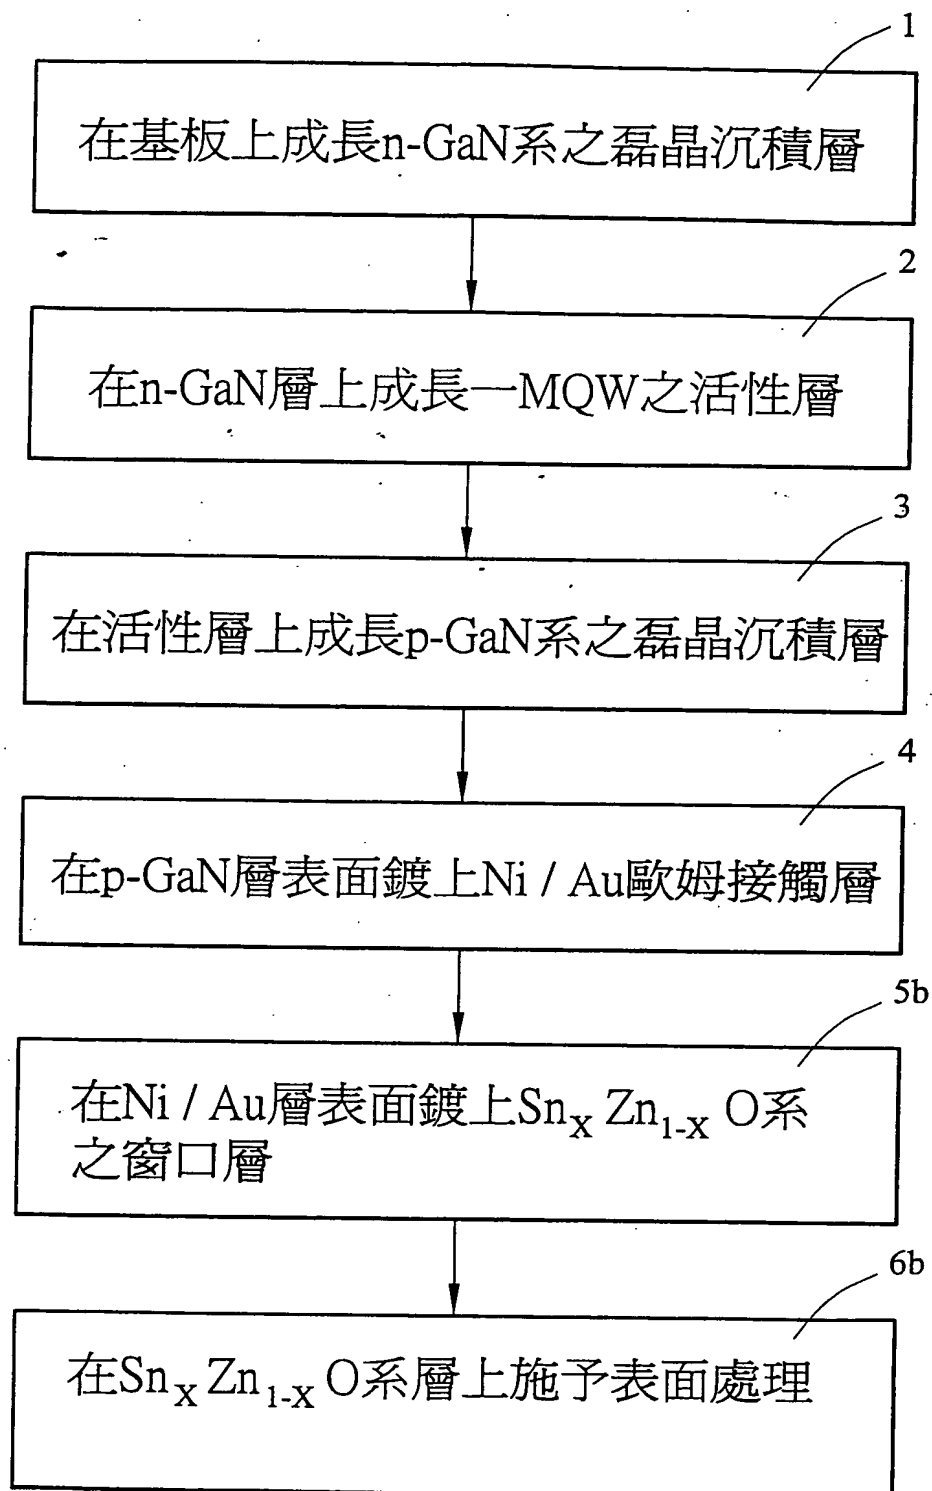 1
在基板上成長n-GaN系之磊晶沉積層
2
在n-GaN層上成長一MQW之活性層
3
在活性層上成長p-GaN系之磊晶沉積層
4
在p-GaN層表面鍍上Ni / Au歐姆接觸層
5b
在Ni / Au層表面鍍上SnX Zn1-X O系
之窗口層
6b
在SnX Zn1-X O系層上施予表面處理